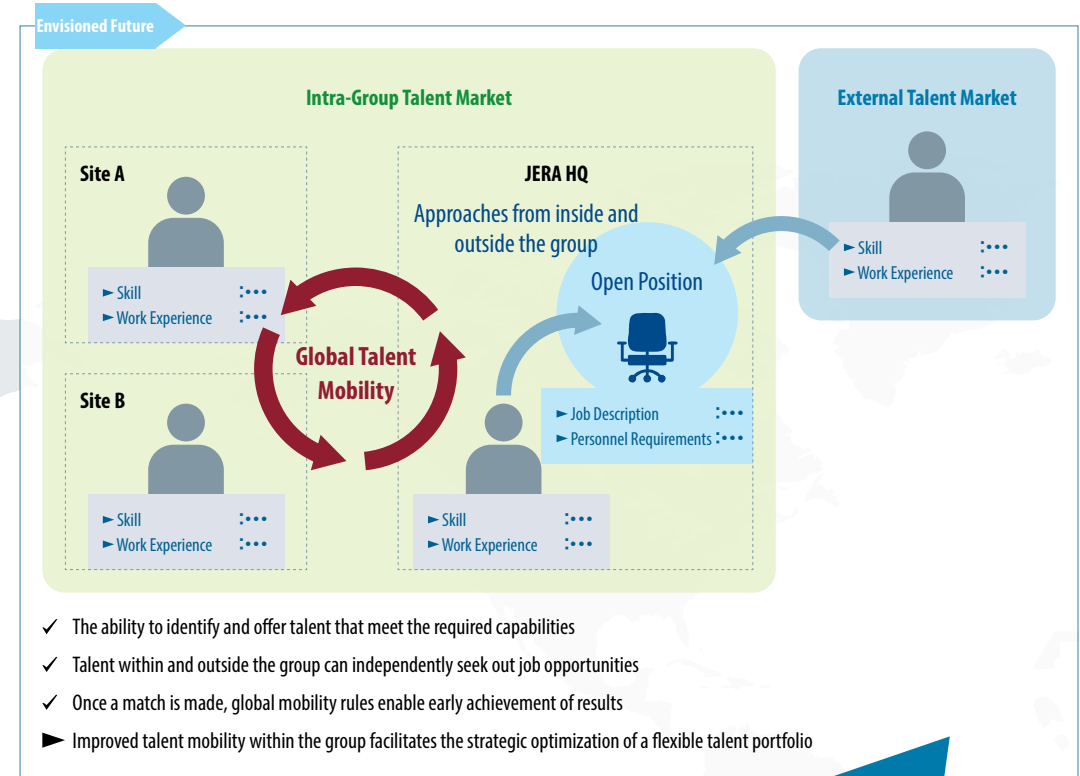 Envisioned Future
Intra-Group Talent Market
External Talent Market
Site A
► Skill :•••
► Work Experience :•••
Site B
► Skill :•••
► Work Experience :•••
Global Talent
Mobility
JERA HQ
Approaches from inside and
outside the group
Open Position
► Job Description :•••
► Personnel Requirements :•••
► Skill :•••
► Work Experience :•••
► Skill :•••
► Work Experience :•••
✓ The ability to identify and offer talent that meet the required capabilities
✓ Talent within and outside the group can independently seek out job opportunities
✓ Once a match is made, global mobility rules enable early achievement of results
► Improved talent mobility within the group facilitates the strategic optimization of a flexible talent portfolio